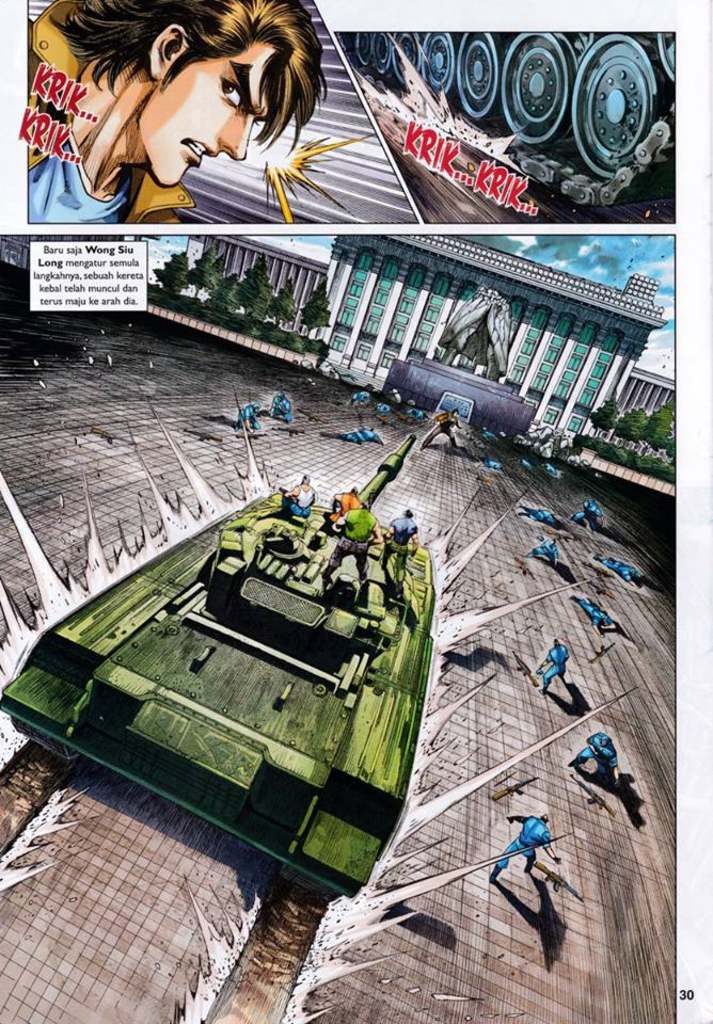 KRIK...
KRIK...
KRIK...KRIK...
Baru saja Wong Siu
Long mengatur
langkahnya, sebuah kereta
kebal telah muncul dan
terus maju ke arah dia.
30